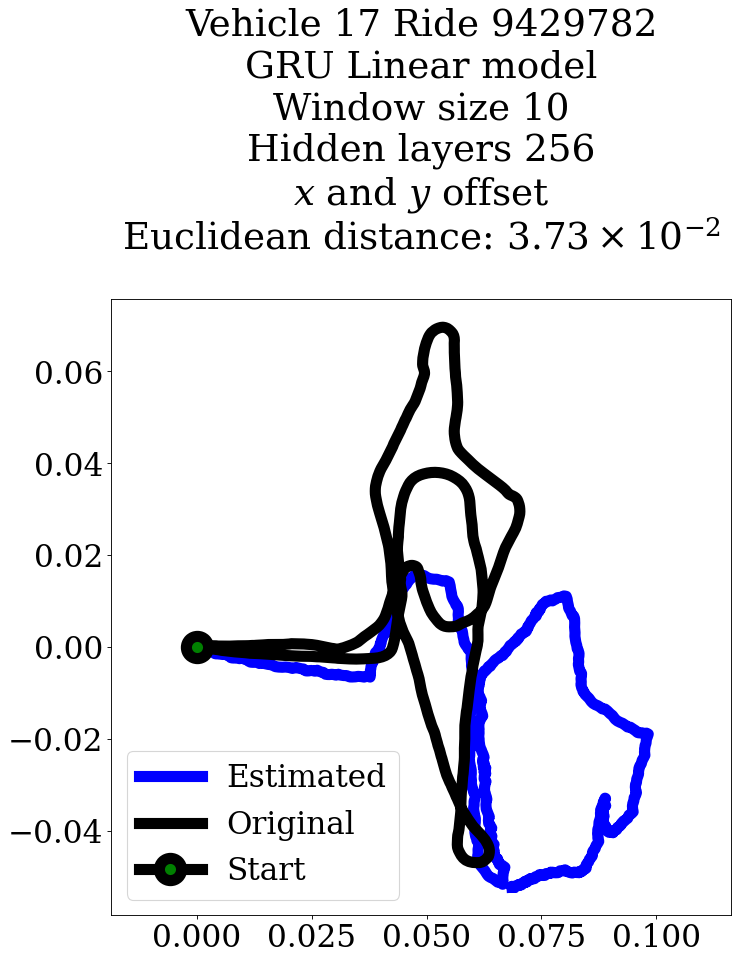 Vehicle 17 Ride 9429782
GRU Linear model
Window size 10
Hidden layers 256
x and y offset
Euclidean distance: 3.73 × 10⁻²
0.06
0.04
0.02
0.00
−0.02
−0.04
Estimated
Original
Start
0.000 0.025 0.050 0.075 0.100